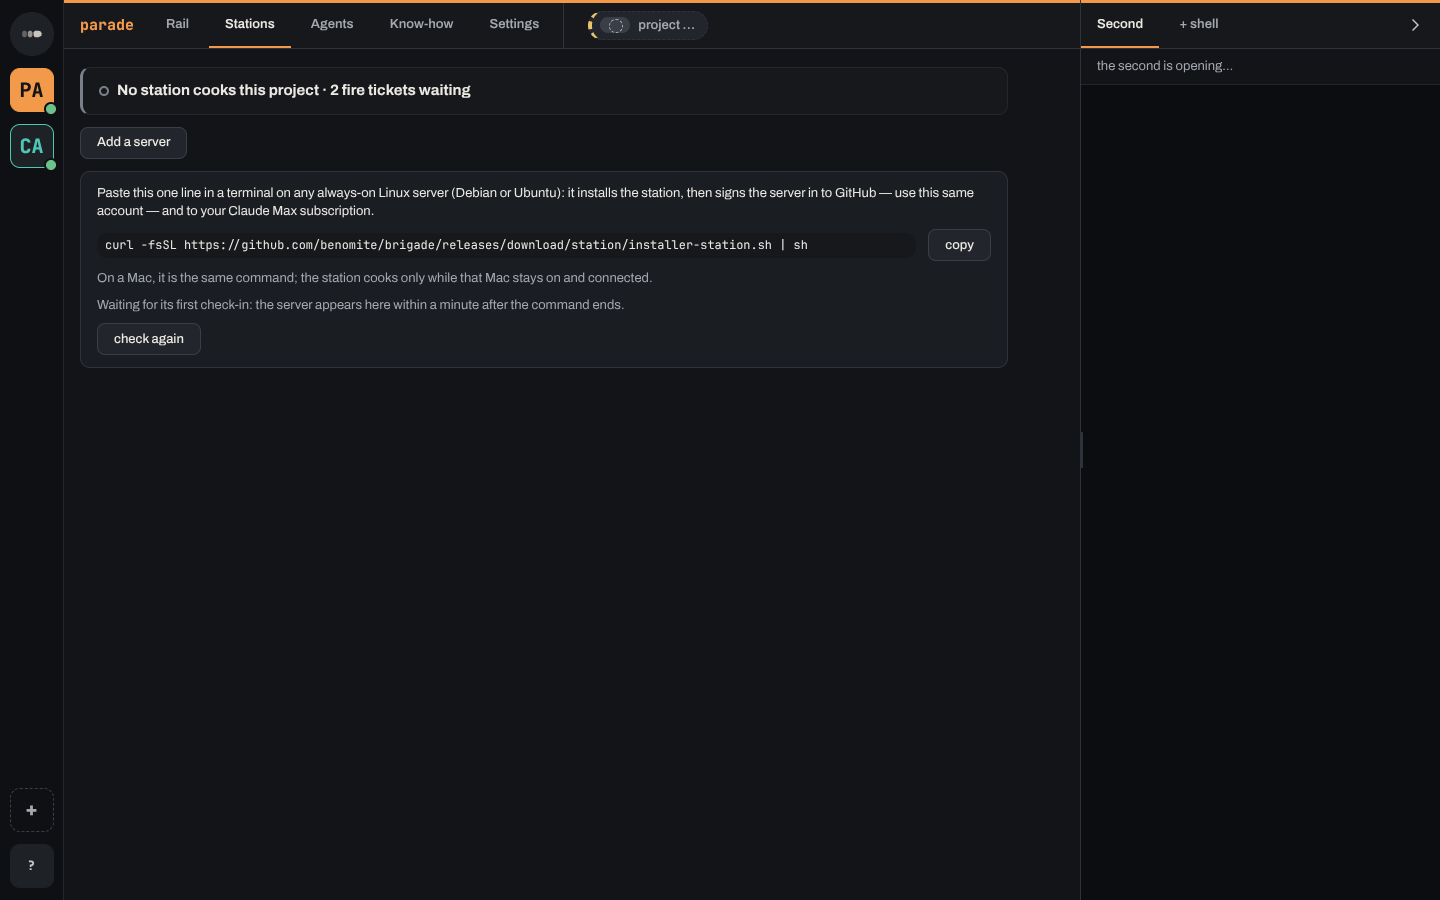 parade
Rail
Stations
Agents
Know-how
Settings
project ...
Second
+ shell
PA
CA
the second is opening...
No station cooks this project · 2 fire tickets waiting
Add a server
Paste this one line in a terminal on any always-on Linux server (Debian or Ubuntu): it installs the station, then signs the server in to GitHub — use this same
account — and to your Claude Max subscription.
curl -fsSL https://github.com/benomite/brigade/releases/download/station/installer-station.sh | sh
copy
On a Mac, it is the same command; the station cooks only while that Mac stays on and connected.
Waiting for its first check-in: the server appears here within a minute after the command ends.
check again
+
?